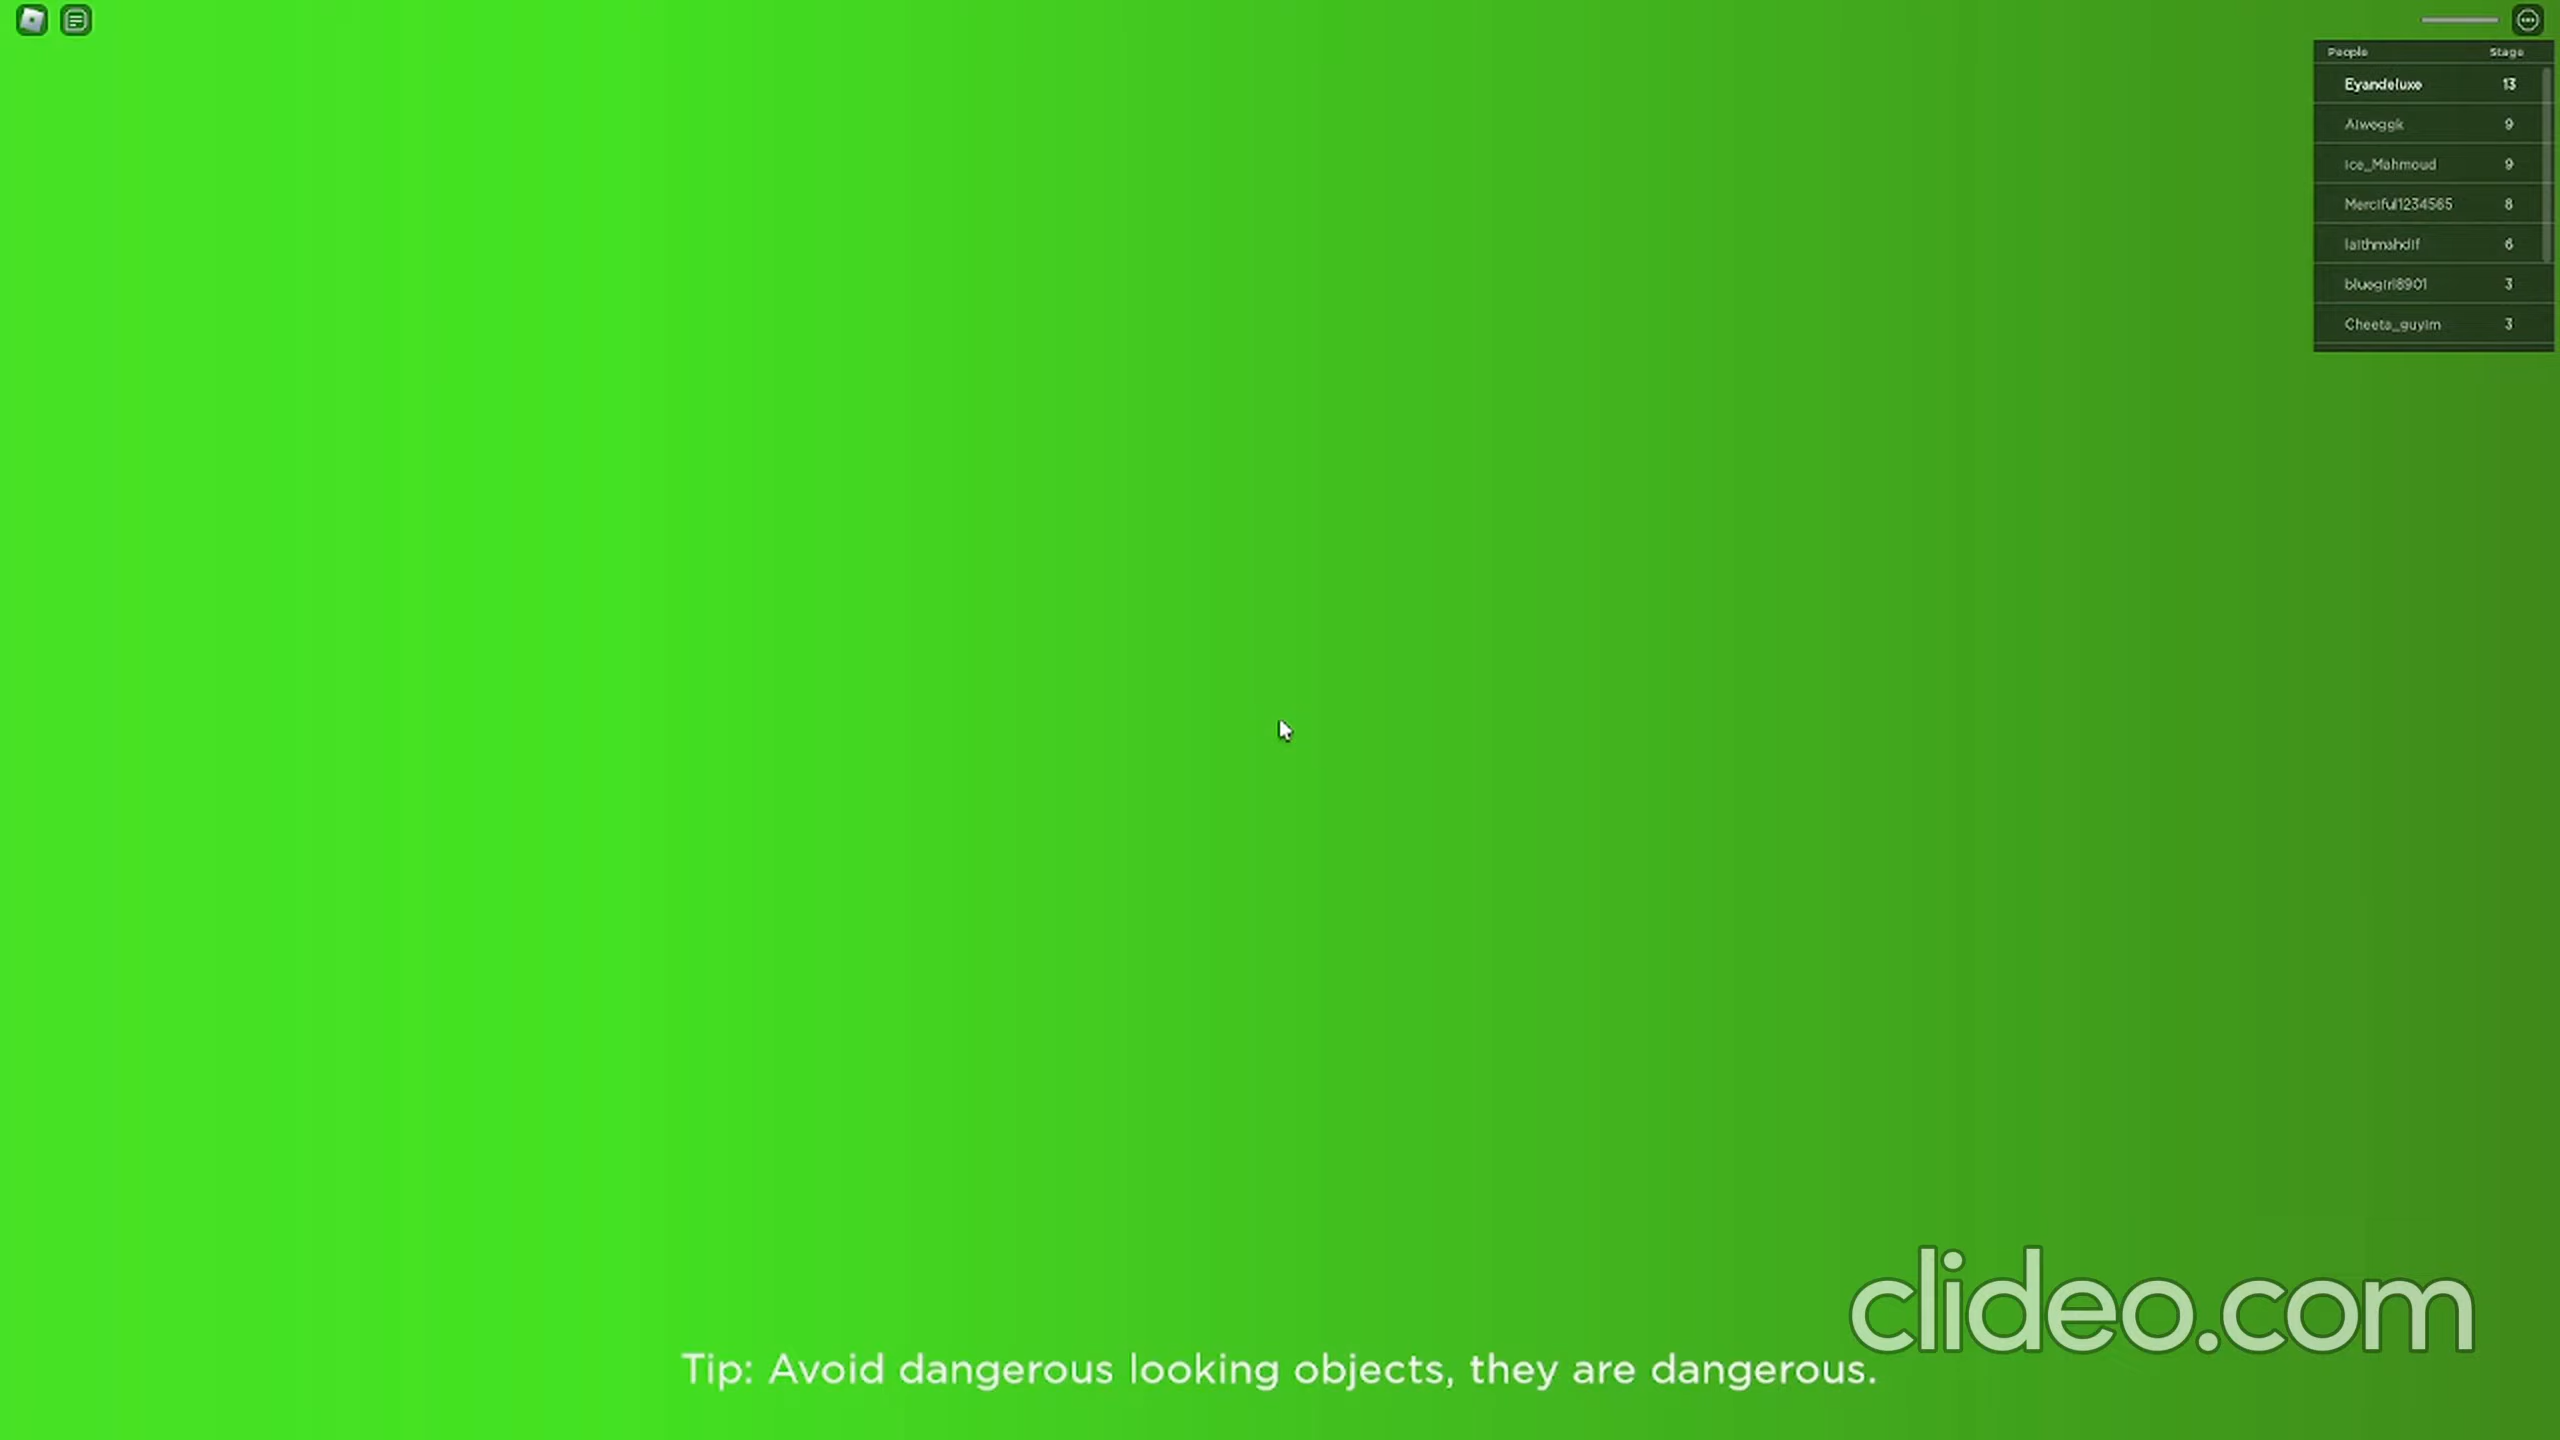 People Stage
Eyandeluxe 13
Alweggk 9
ice_Mahmoud 9
Merciful1234565 8
laithmahdif 6
bluegirl8901 3
Cheeta_guyim 3
clideo.com
Tip: Avoid dangerous looking objects, they are dangerous.